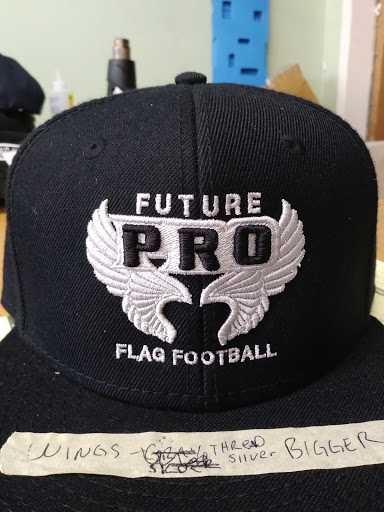 FUTURE
PRO
FLAG FOOTBALL
WINGS - THRED silver BIGGER